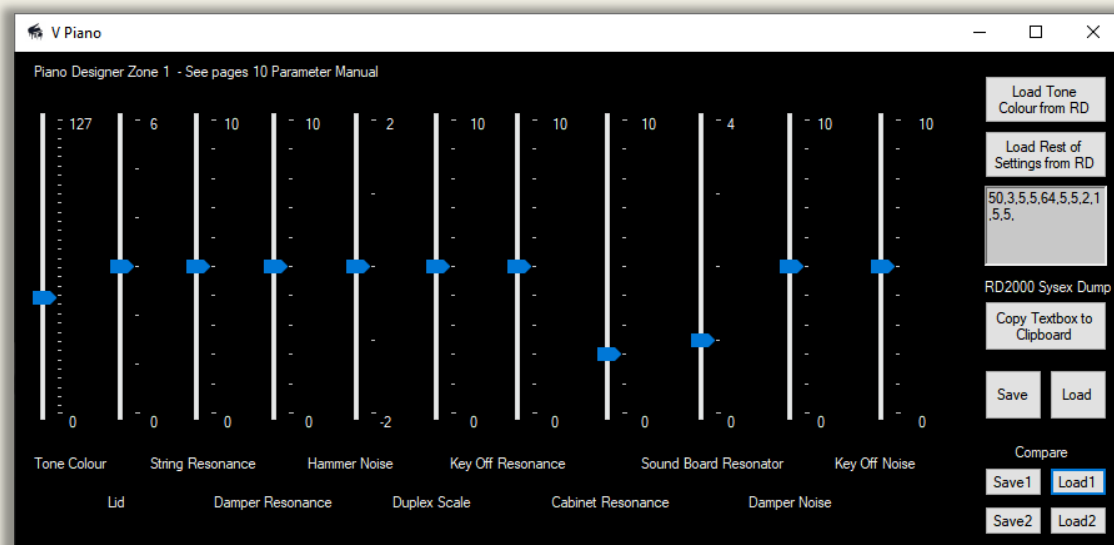 V Piano
Piano Designer Zone 1 - See pages 10 Parameter Manual
127 6 10 10 2 10 10 10 4 10 10
0 0 0 0 -2 0 0 0 0 0 0
Tone Colour String Resonance Hammer Noise Key Off Resonance Sound Board Resonator Key Off Noise
Lid Damper Resonance Duplex Scale Cabinet Resonance Damper Noise
Load Tone
Colour from RD
Load Rest of
Settings from RD
50,3,5,5,64,5,5,2,1
,5,5,
RD2000 Sysex Dump
Copy Textbox to
Clipboard
Save Load
Compare
Save1 Load1
Save2 Load2